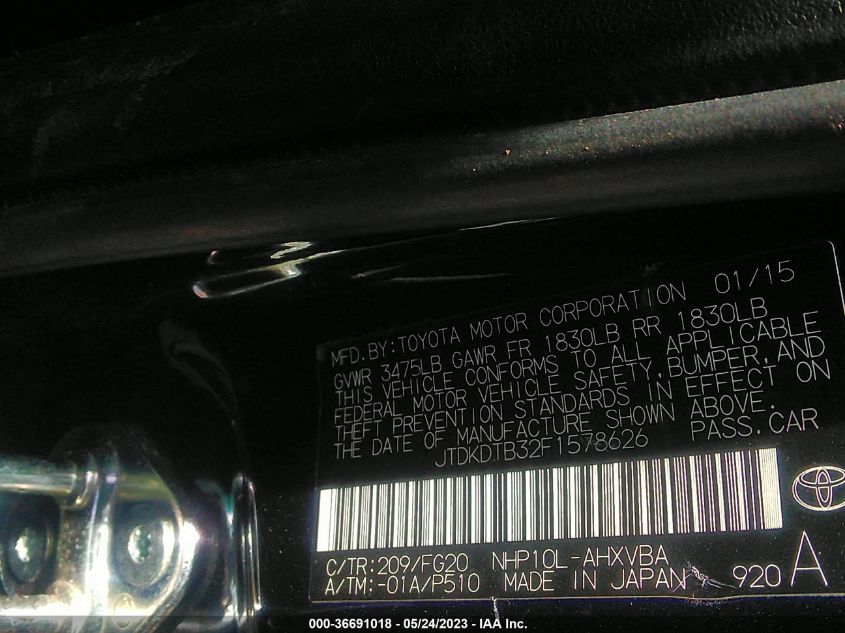 MFD.BY:TOYOTA MOTOR CORPORATION 01/15
GVWR 3475LB GAWR FR 1830LB RR 1830LB
THIS VEHICLE CONFORMS TO ALL APPLICABLE
FEDERAL MOTOR VEHICLE SAFETY,BUMPER,AND
THEFT PREVENTION STANDARDS IN EFFECT ON
THE DATE OF MANUFACTURE SHOWN ABOVE.
JTDKDTB32F1578626 PASS.CAR
C/TR:209/FG20 NHP10L-AHXVBA
A/TM:-01A/P510 MADE IN JAPAN 920 A
000-36691018 - 05/24/2023 - IAA Inc.